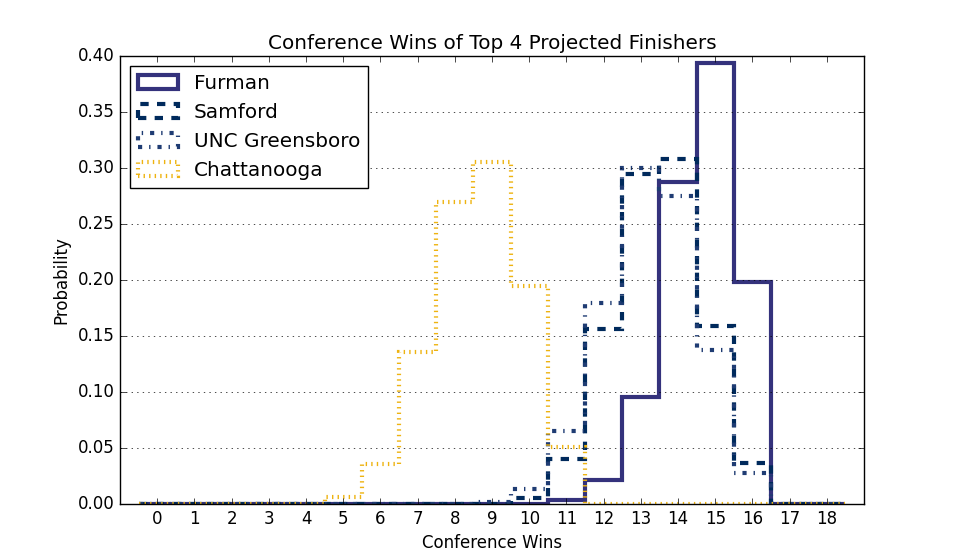 Conference Wins of Top 4 Projected Finishers
Furman
Samford
UNC Greensboro
Chattanooga
0.40
0.35
0.30
0.25
0.20
0.15
0.10
0.05
0.00
Probability
0 1 2 3 4 5 6 7 8 9 10 11 12 13 14 15 16 17 18
Conference Wins